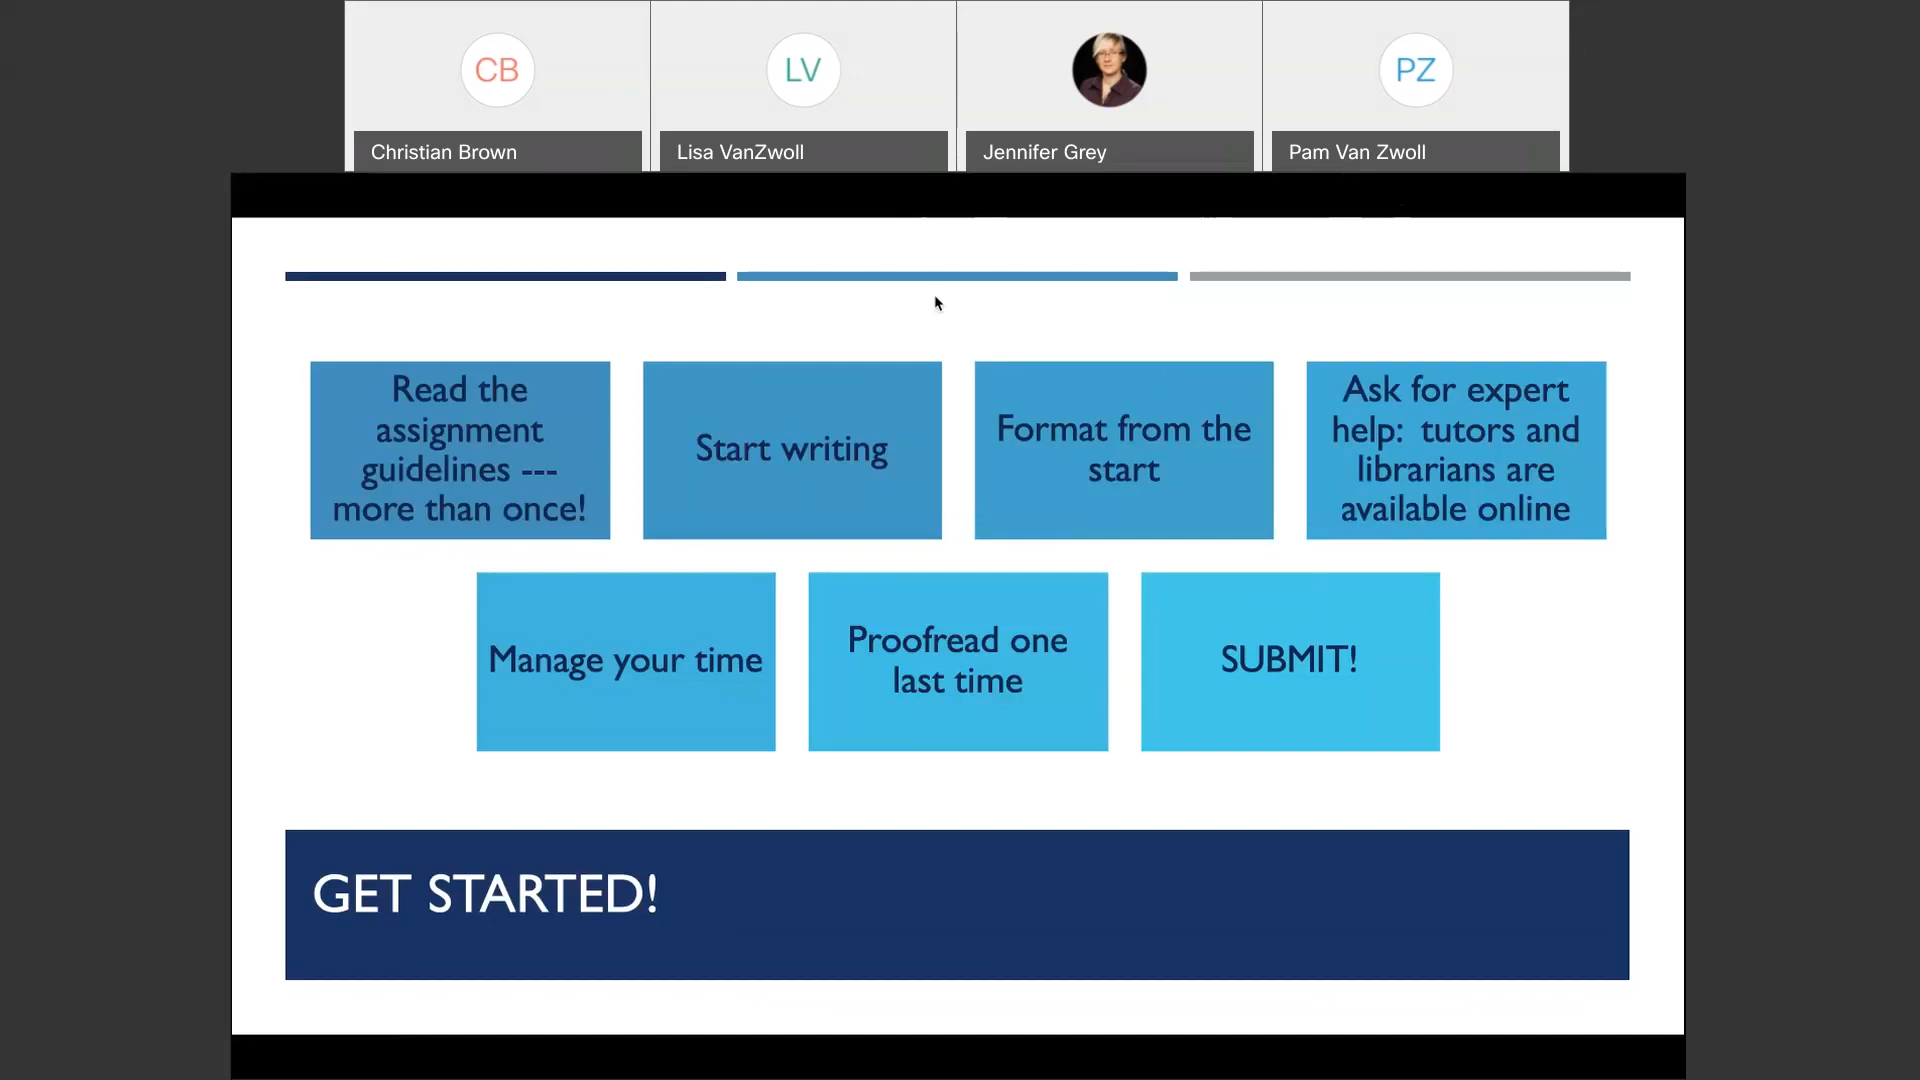 CB
LV
PZ
Christian Brown
Lisa VanZwoll
Jennifer Grey
Pam Van Zwoll
Read the
assignment
guidelines ---
more than once!
Start writing
Format from the
start
Ask for expert
help: tutors and
librarians are
available online
Manage your time
Proofread one
last time
SUBMIT!
GET STARTED!